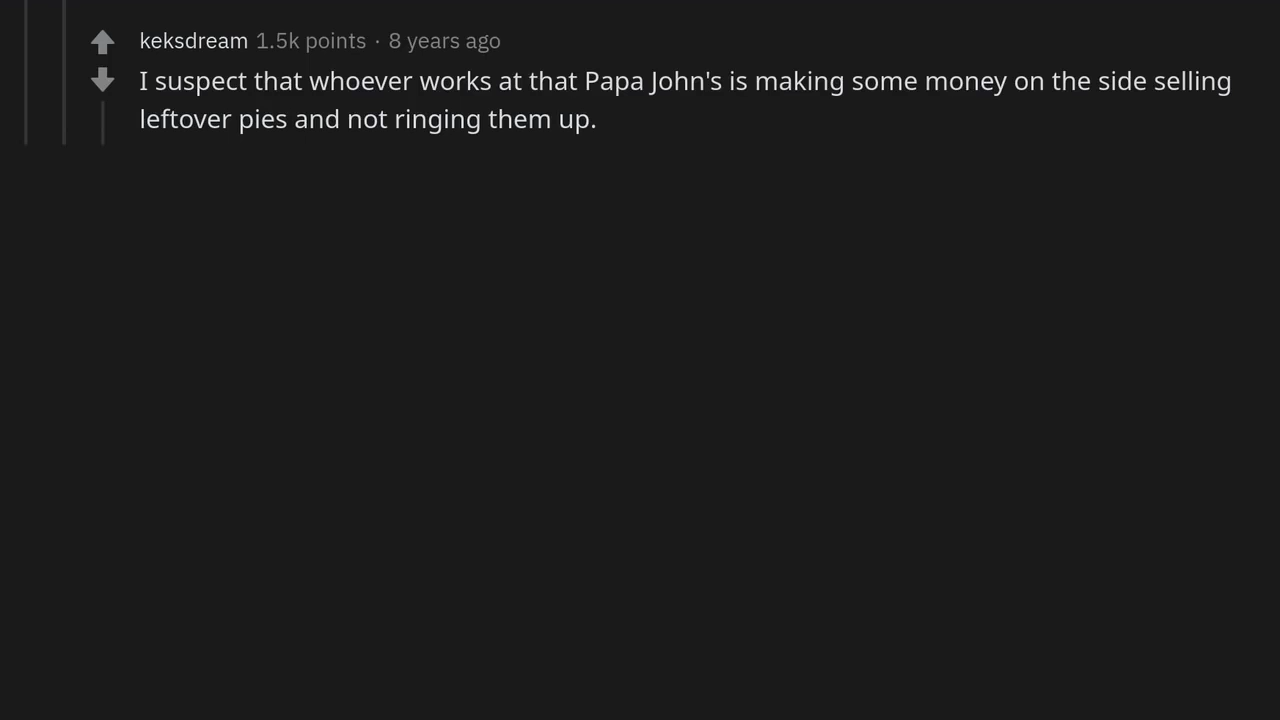 keksdream 1.5k points · 8 years ago
I suspect that whoever works at that Papa John's is making some money on the side selling
leftover pies and not ringing them up.